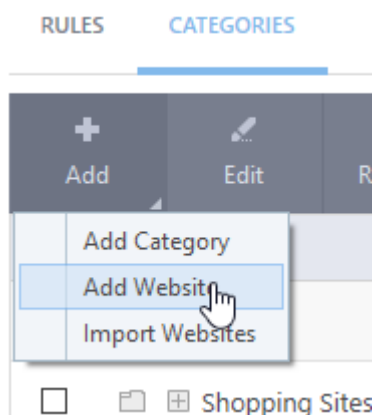 RULES CATEGORIES
Add Edit R
Add Category
Add Website
Import Websites
Shopping Sites